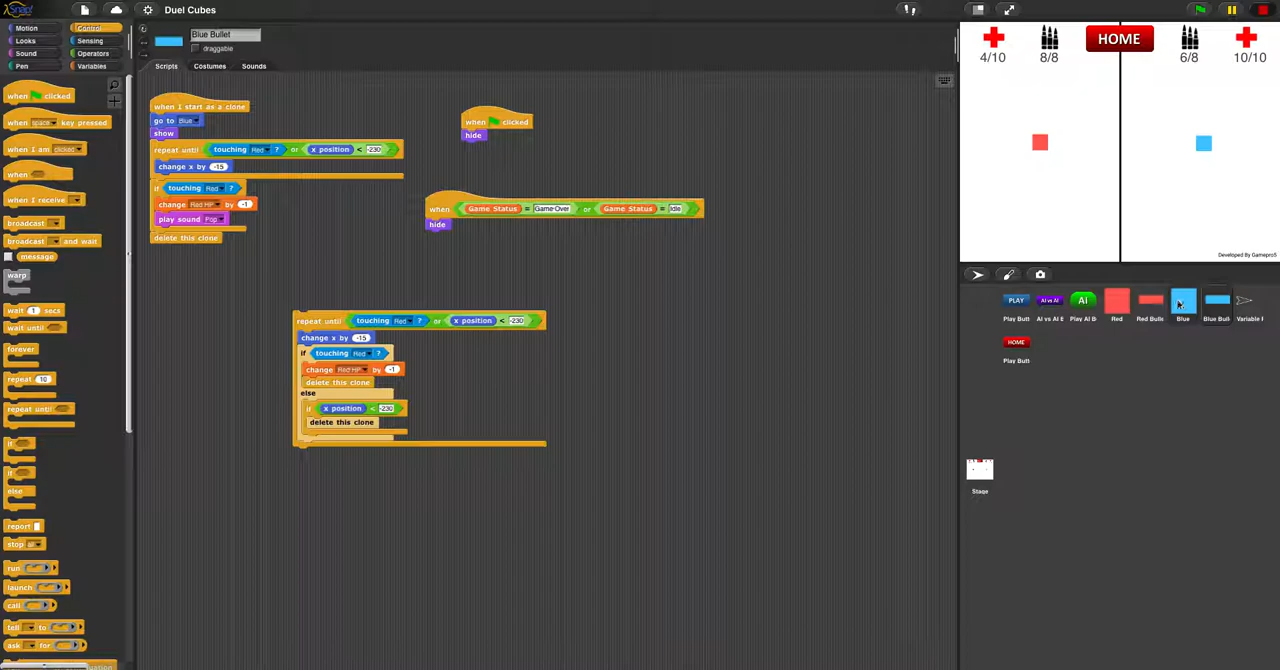 Snap!
Duel Cubes
Motion
Control
Looks
Sensing
Sound
Operators
Pen
Variables
Blue Bullet
draggable
Scripts
Costumes
Sounds
when clicked
when space key pressed
when I am clicked
when
when I receive
broadcast
broadcast and wait
message
warp
wait 1 secs
wait until
forever
repeat 10
repeat until
if
if
else
report
stop all
run
launch
call
tell to
ask for
when I start as a clone
go to Blue
show
repeat until touching Red ? or x position < -230
change x by -15
if touching Red ?
change Red HP by -1
play sound Pop
delete this clone
when clicked
hide
when Game Status = Game Over or Game Status = Idle
hide
repeat until touching Red ? or x position < -230
change x by -15
if touching Red ?
change Red HP by -1
delete this clone
else
if x position < -230
delete this clone
HOME
4/10
8/8
6/8
10/10
Developed By Gamepro5
PLAY
AI vs AI
Ai
Play Butt
AI vs AI B
Play AI B
Red
Red Bulle
Blue
Blue Bull
Variable F
HOME
Play Butt
Stage